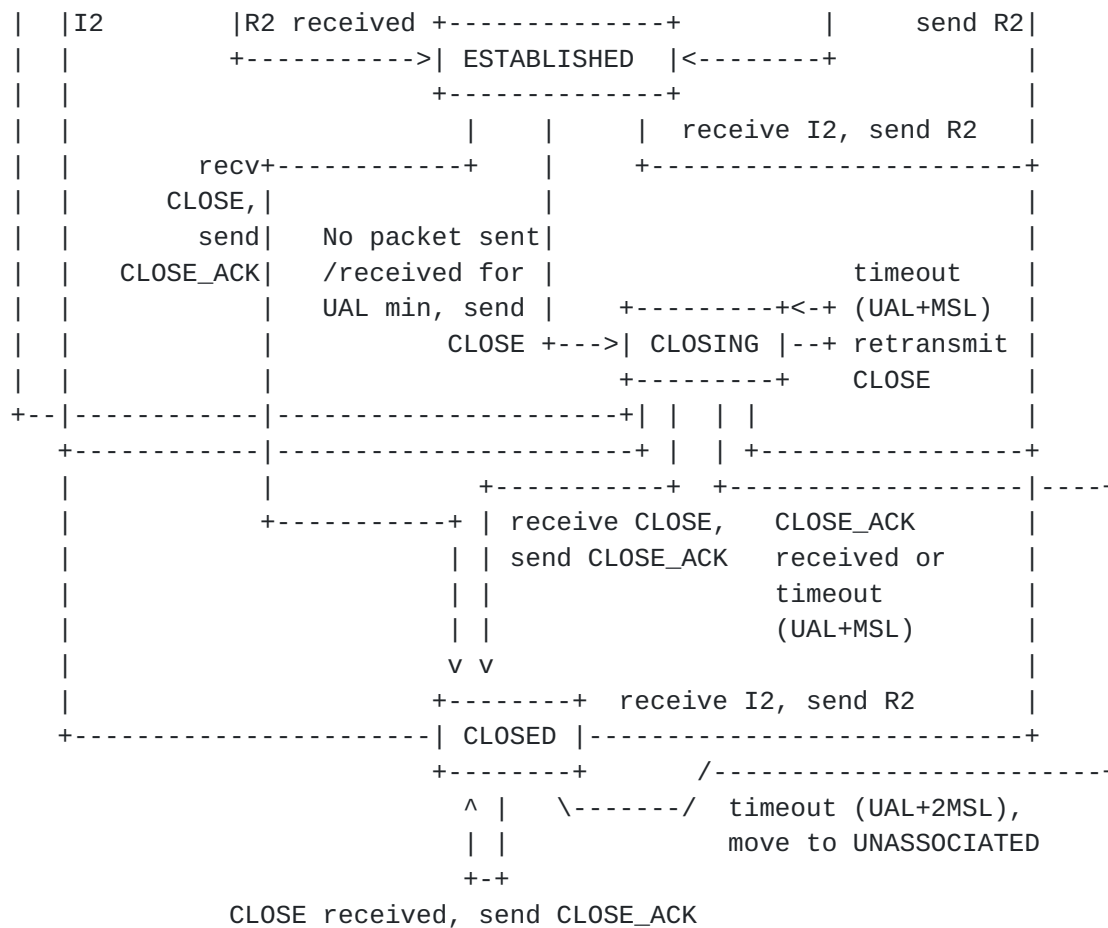 |  |I2        |R2 received +--------------+         |     send R2|
|  |          +----------->| ESTABLISHED  |<--------+            |
|  |                       +--------------+                      |
|  |                         |    |     |  receive I2, send R2   |
|  |        recv+------------+    |     +------------------------+
|  |      CLOSE,|                 |                              |
|  |        send|   No packet sent|                              |
|  |   CLOSE_ACK|   /received for |                   timeout    |
|  |            |   UAL min, send |    +---------+<-+ (UAL+MSL)  |
|  |            |           CLOSE +--->| CLOSING |--+ retransmit |
|  |            |                      +---------+    CLOSE      |
+--|------------|----------------------+| |  | |                 |
   +------------|-----------------------+ |  | +-----------------+
   |            |             +-----------+  +-------------------|----+
   |            +-----------+ | receive CLOSE,   CLOSE_ACK       |
   |                        | | send CLOSE_ACK   received or     |
   |                        | |                  timeout         |
   |                        | |                  (UAL+MSL)       |
   |                        v v                                  |
   |                       +--------+  receive I2, send R2       |
   +-----------------------| CLOSED |----------------------------+
                           +--------+       /-------------------------+
                             ^ |   \-------/  timeout (UAL+2MSL),
                             | |              move to UNASSOCIATED
                             +-+
              CLOSE received, send CLOSE_ACK